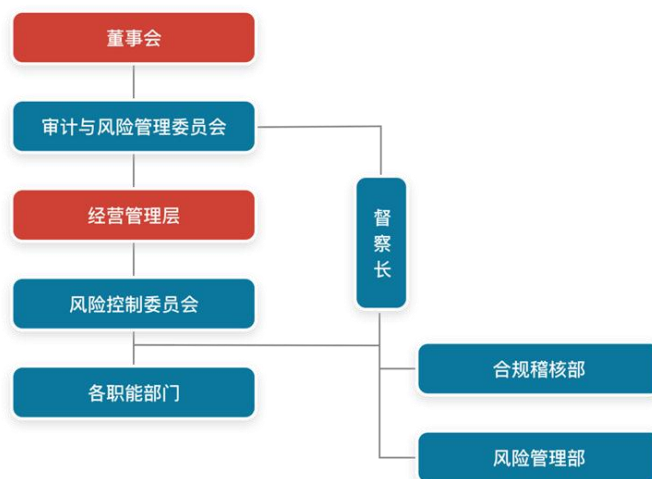 董事会
审计与风险管理委员会
经营管理层
督察长
风险控制委员会
合规稽核部
各职能部门
风险管理部